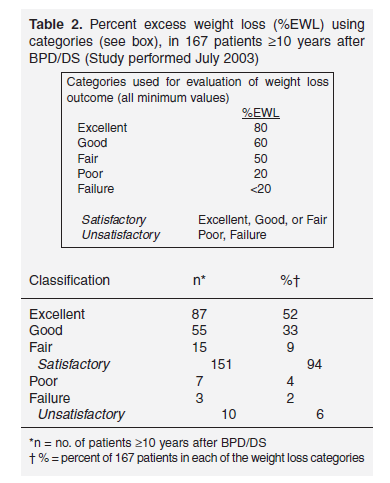 Table 2. Percent excess weight loss (%EWL) using
categories (see box), in 167 patients ≥10 years after
BPD/DS (Study performed July 2003)
Categories used for evaluation of weight loss
outcome (all minimum values)
%EWL
Excellent 80
Good 60
Fair 50
Poor 20
Failure <20
Satisfactory Excellent, Good, or Fair
Unsatisfactory Poor, Failure
Classification n* %†
Excellent 87 52
Good 55 33
Fair 15 9
Satisfactory 151 94
Poor 7 4
Failure 3 2
Unsatisfactory 10 6
*n = no. of patients ≥10 years after BPD/DS
† % = percent of 167 patients in each of the weight loss categories